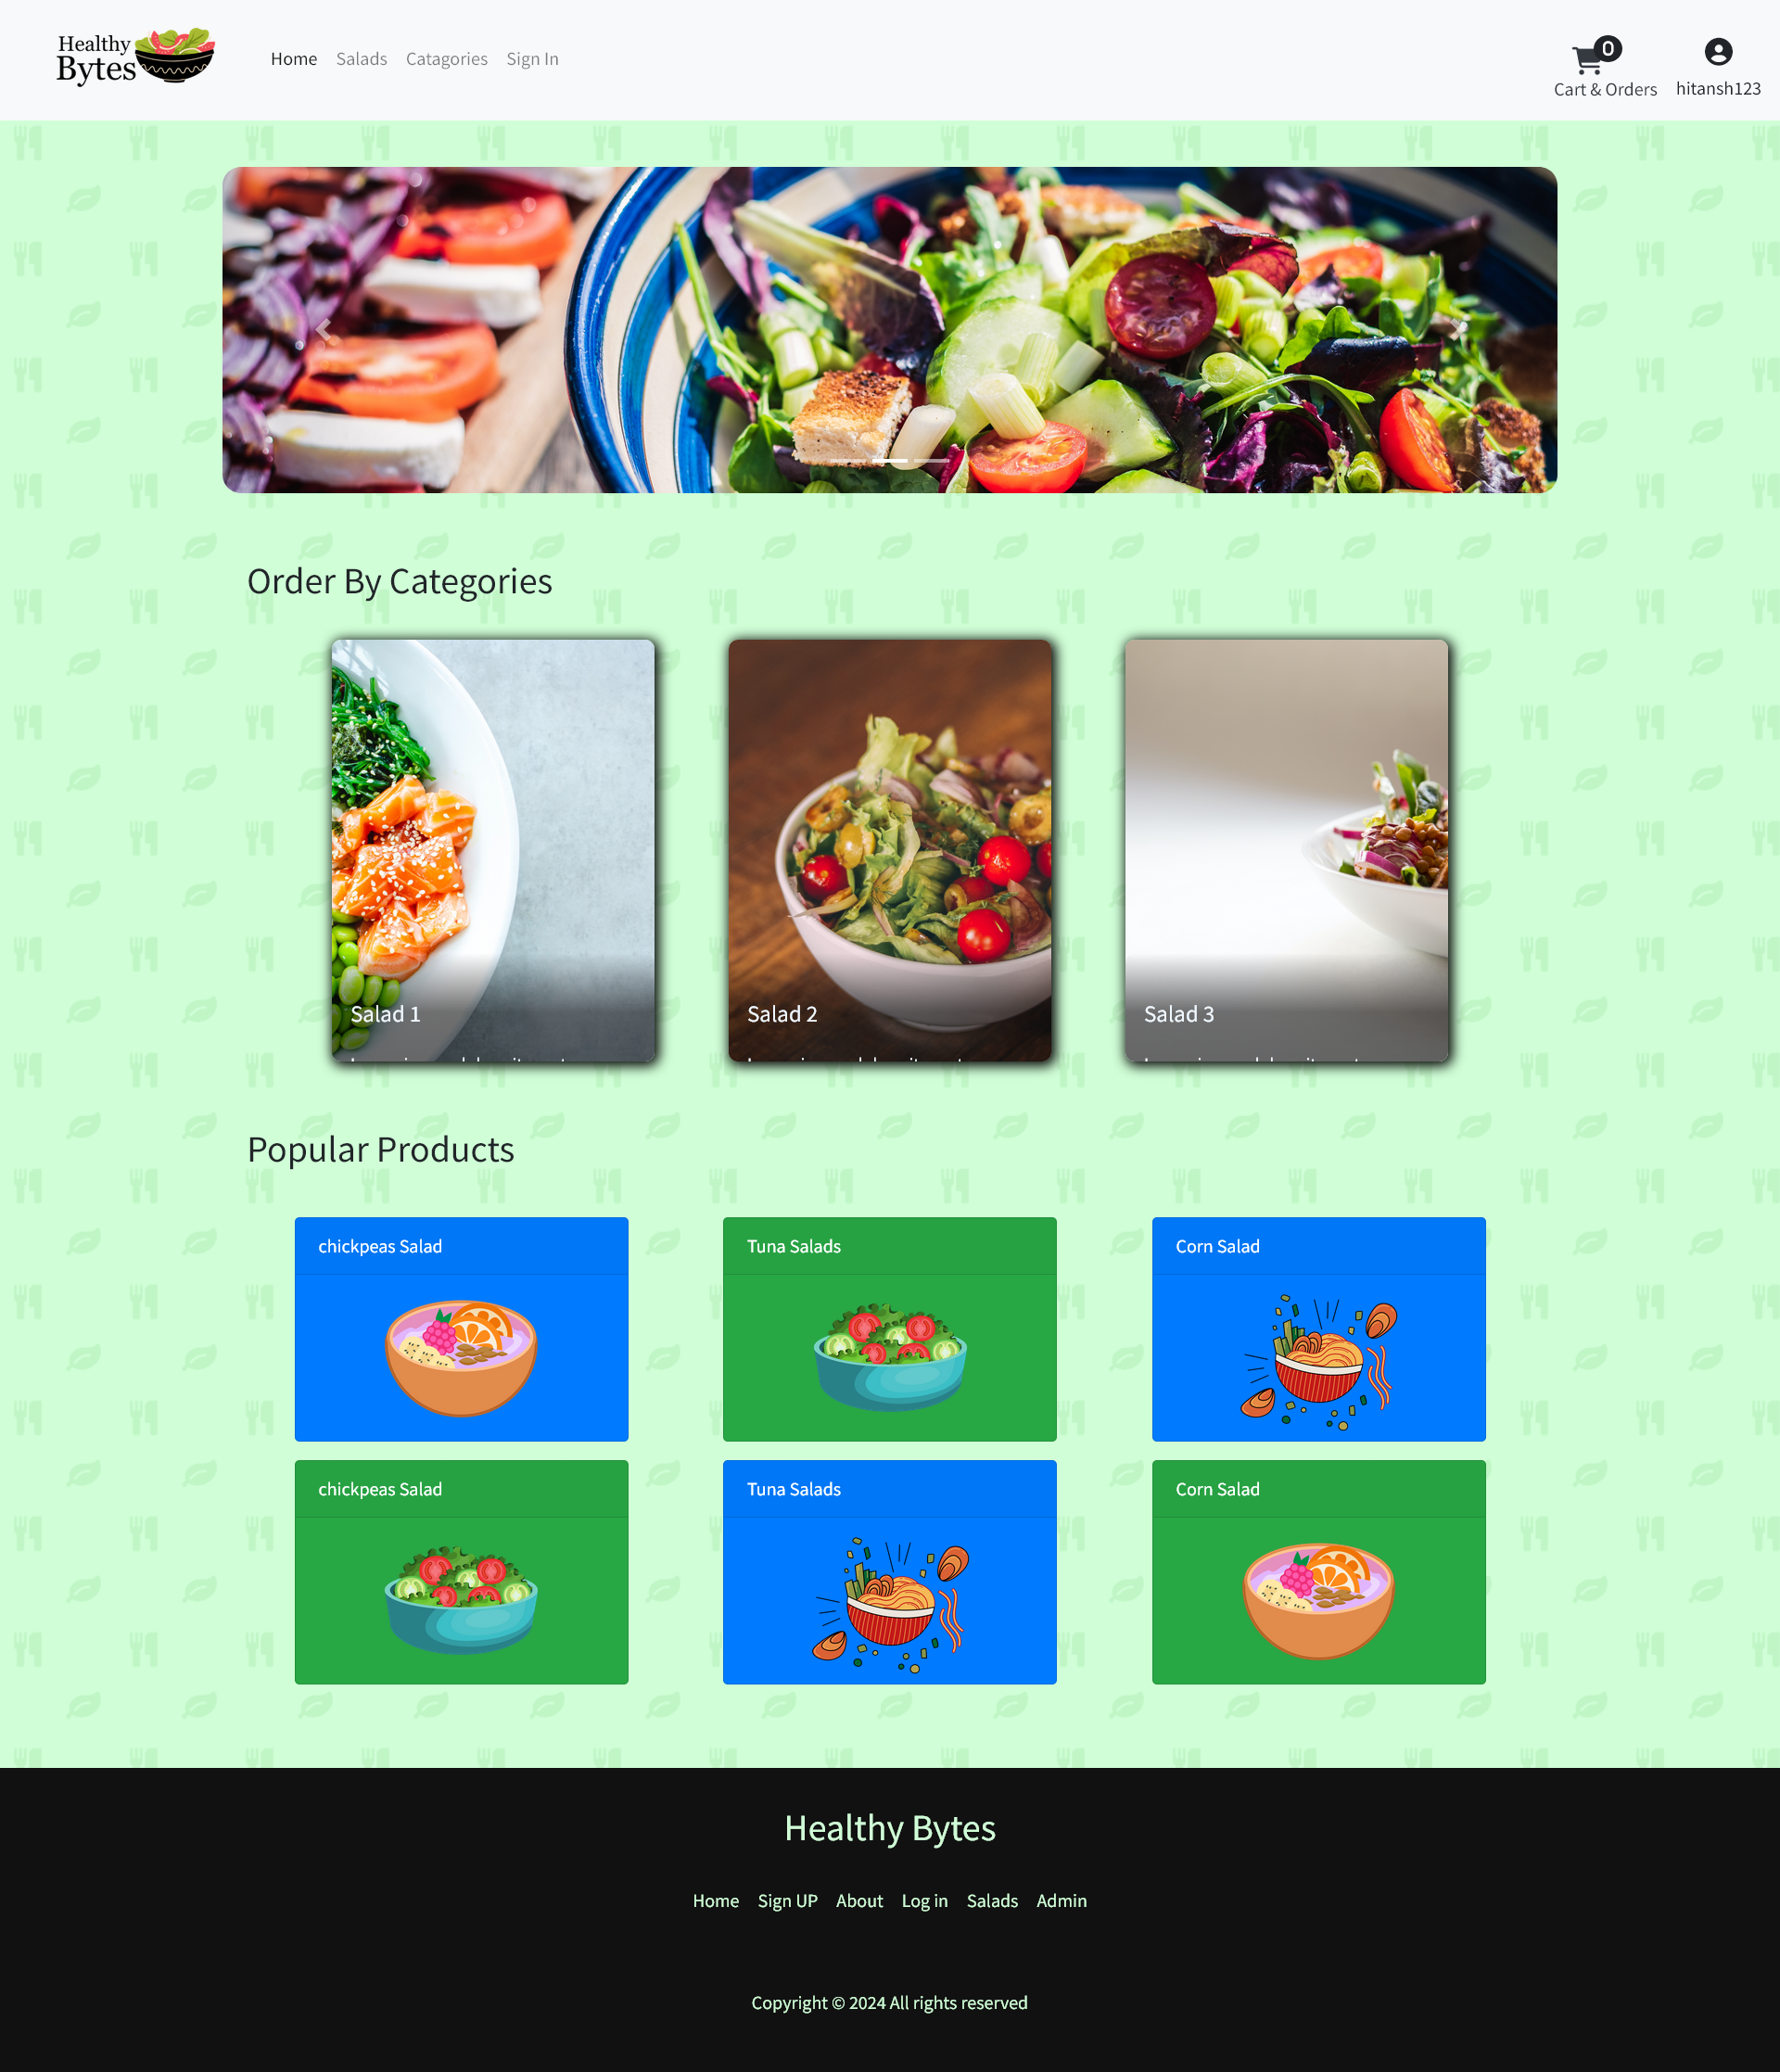 Healthy
Bytes
Home Salads Catagories Sign In
0
Cart & Orders
hitansh123
Order By Categories
Salad 1
Salad 2
Salad 3
Popular Products
chickpeas Salad
Tuna Salads
Corn Salad
chickpeas Salad
Tuna Salads
Corn Salad
Healthy Bytes
Home Sign UP About Log in Salads Admin
Copyright © 2024 All rights reserved